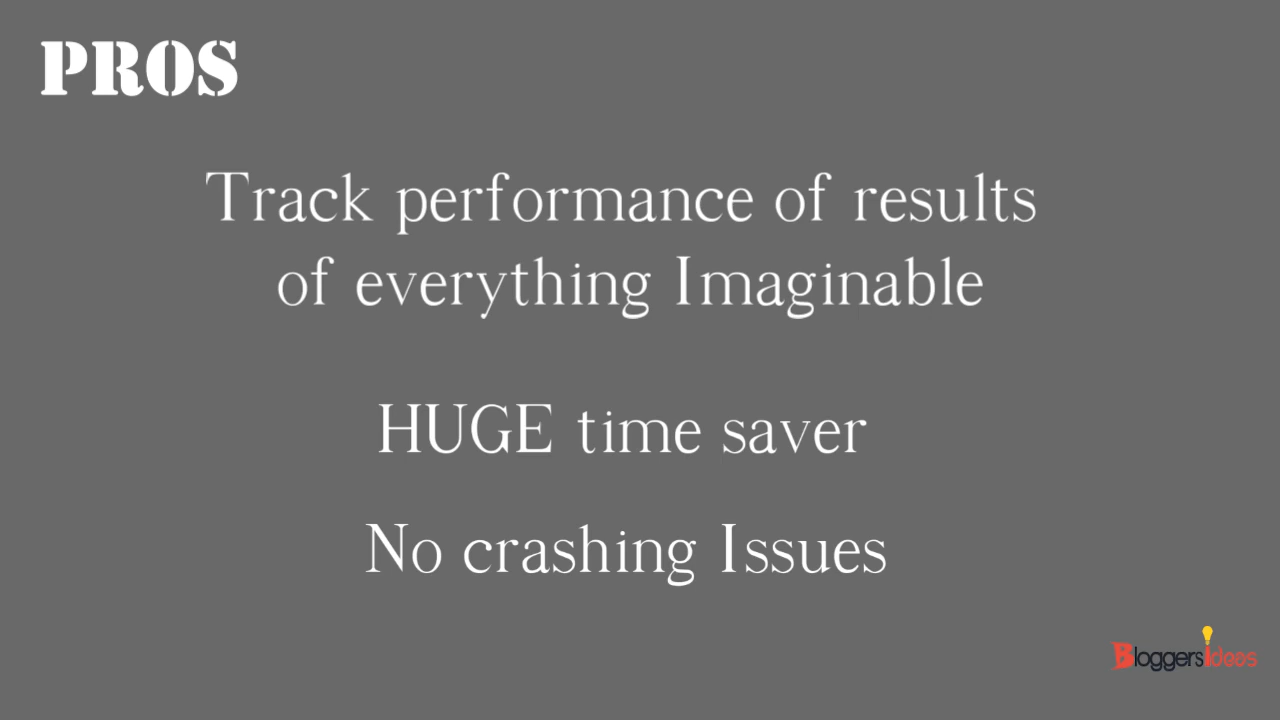 PROS
Track performance of results
of everything Imaginable
HUGE time saver
No crashing Issues
BloggersIdeas